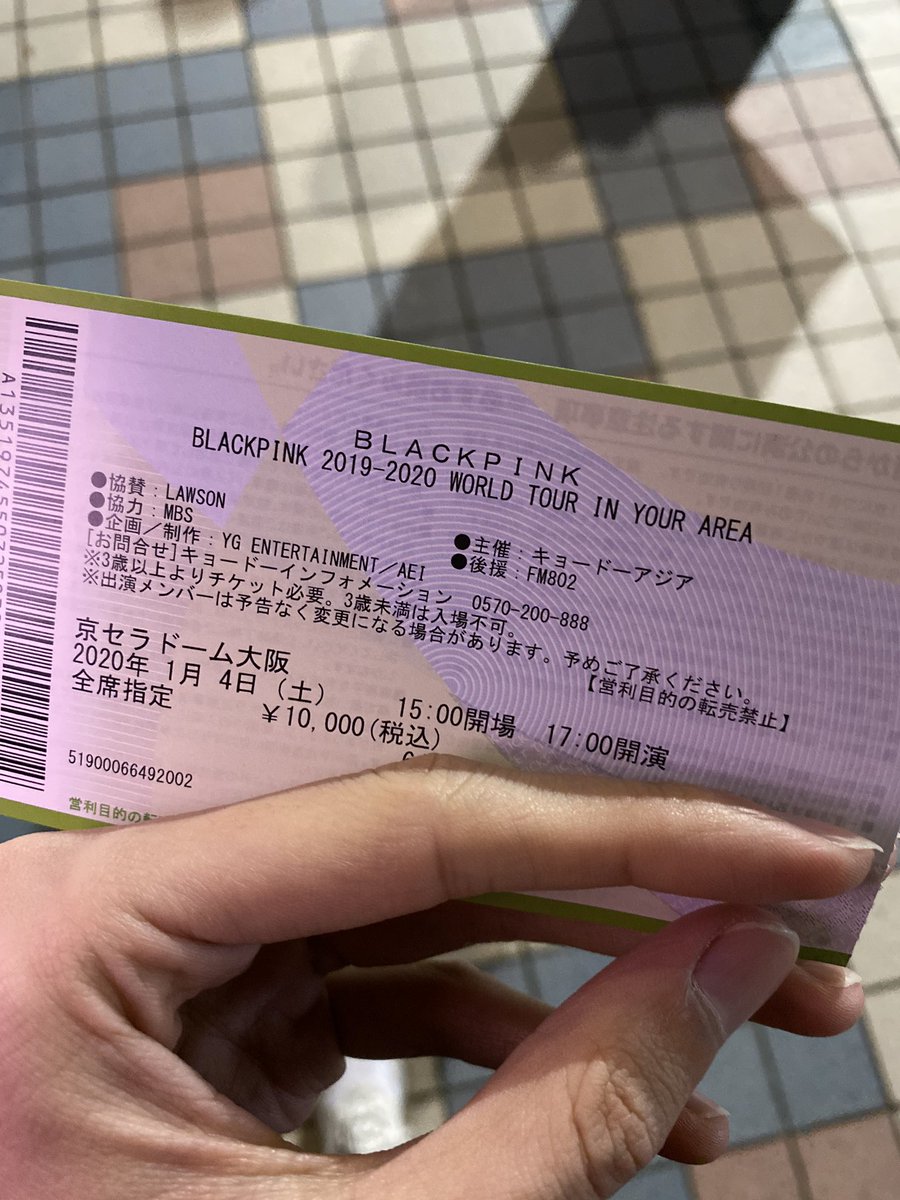 BLACKPINK
BLACKPINK 2019-2020 WORLD TOUR IN YOUR AREA
●協賛：LAWSON
●協力：MBS
●企画／制作：YG ENTERTAINMENT／AEI
●主催：キョードーアジア
●後援：FM802
[お問合せ]キョードーインフォメーション 0570-200-888
※3歳以上よりチケット必要。3歳未満は入場不可。
※出演メンバーは予告なく変更になる場合があります。予めご了承ください。
【営利目的の転売禁止】
京セラドーム大阪
2020年 1月 4日 (土) 15:00開場 17:00開演
全席指定 ￥10,000(税込)
51900066492002
営利目的の転